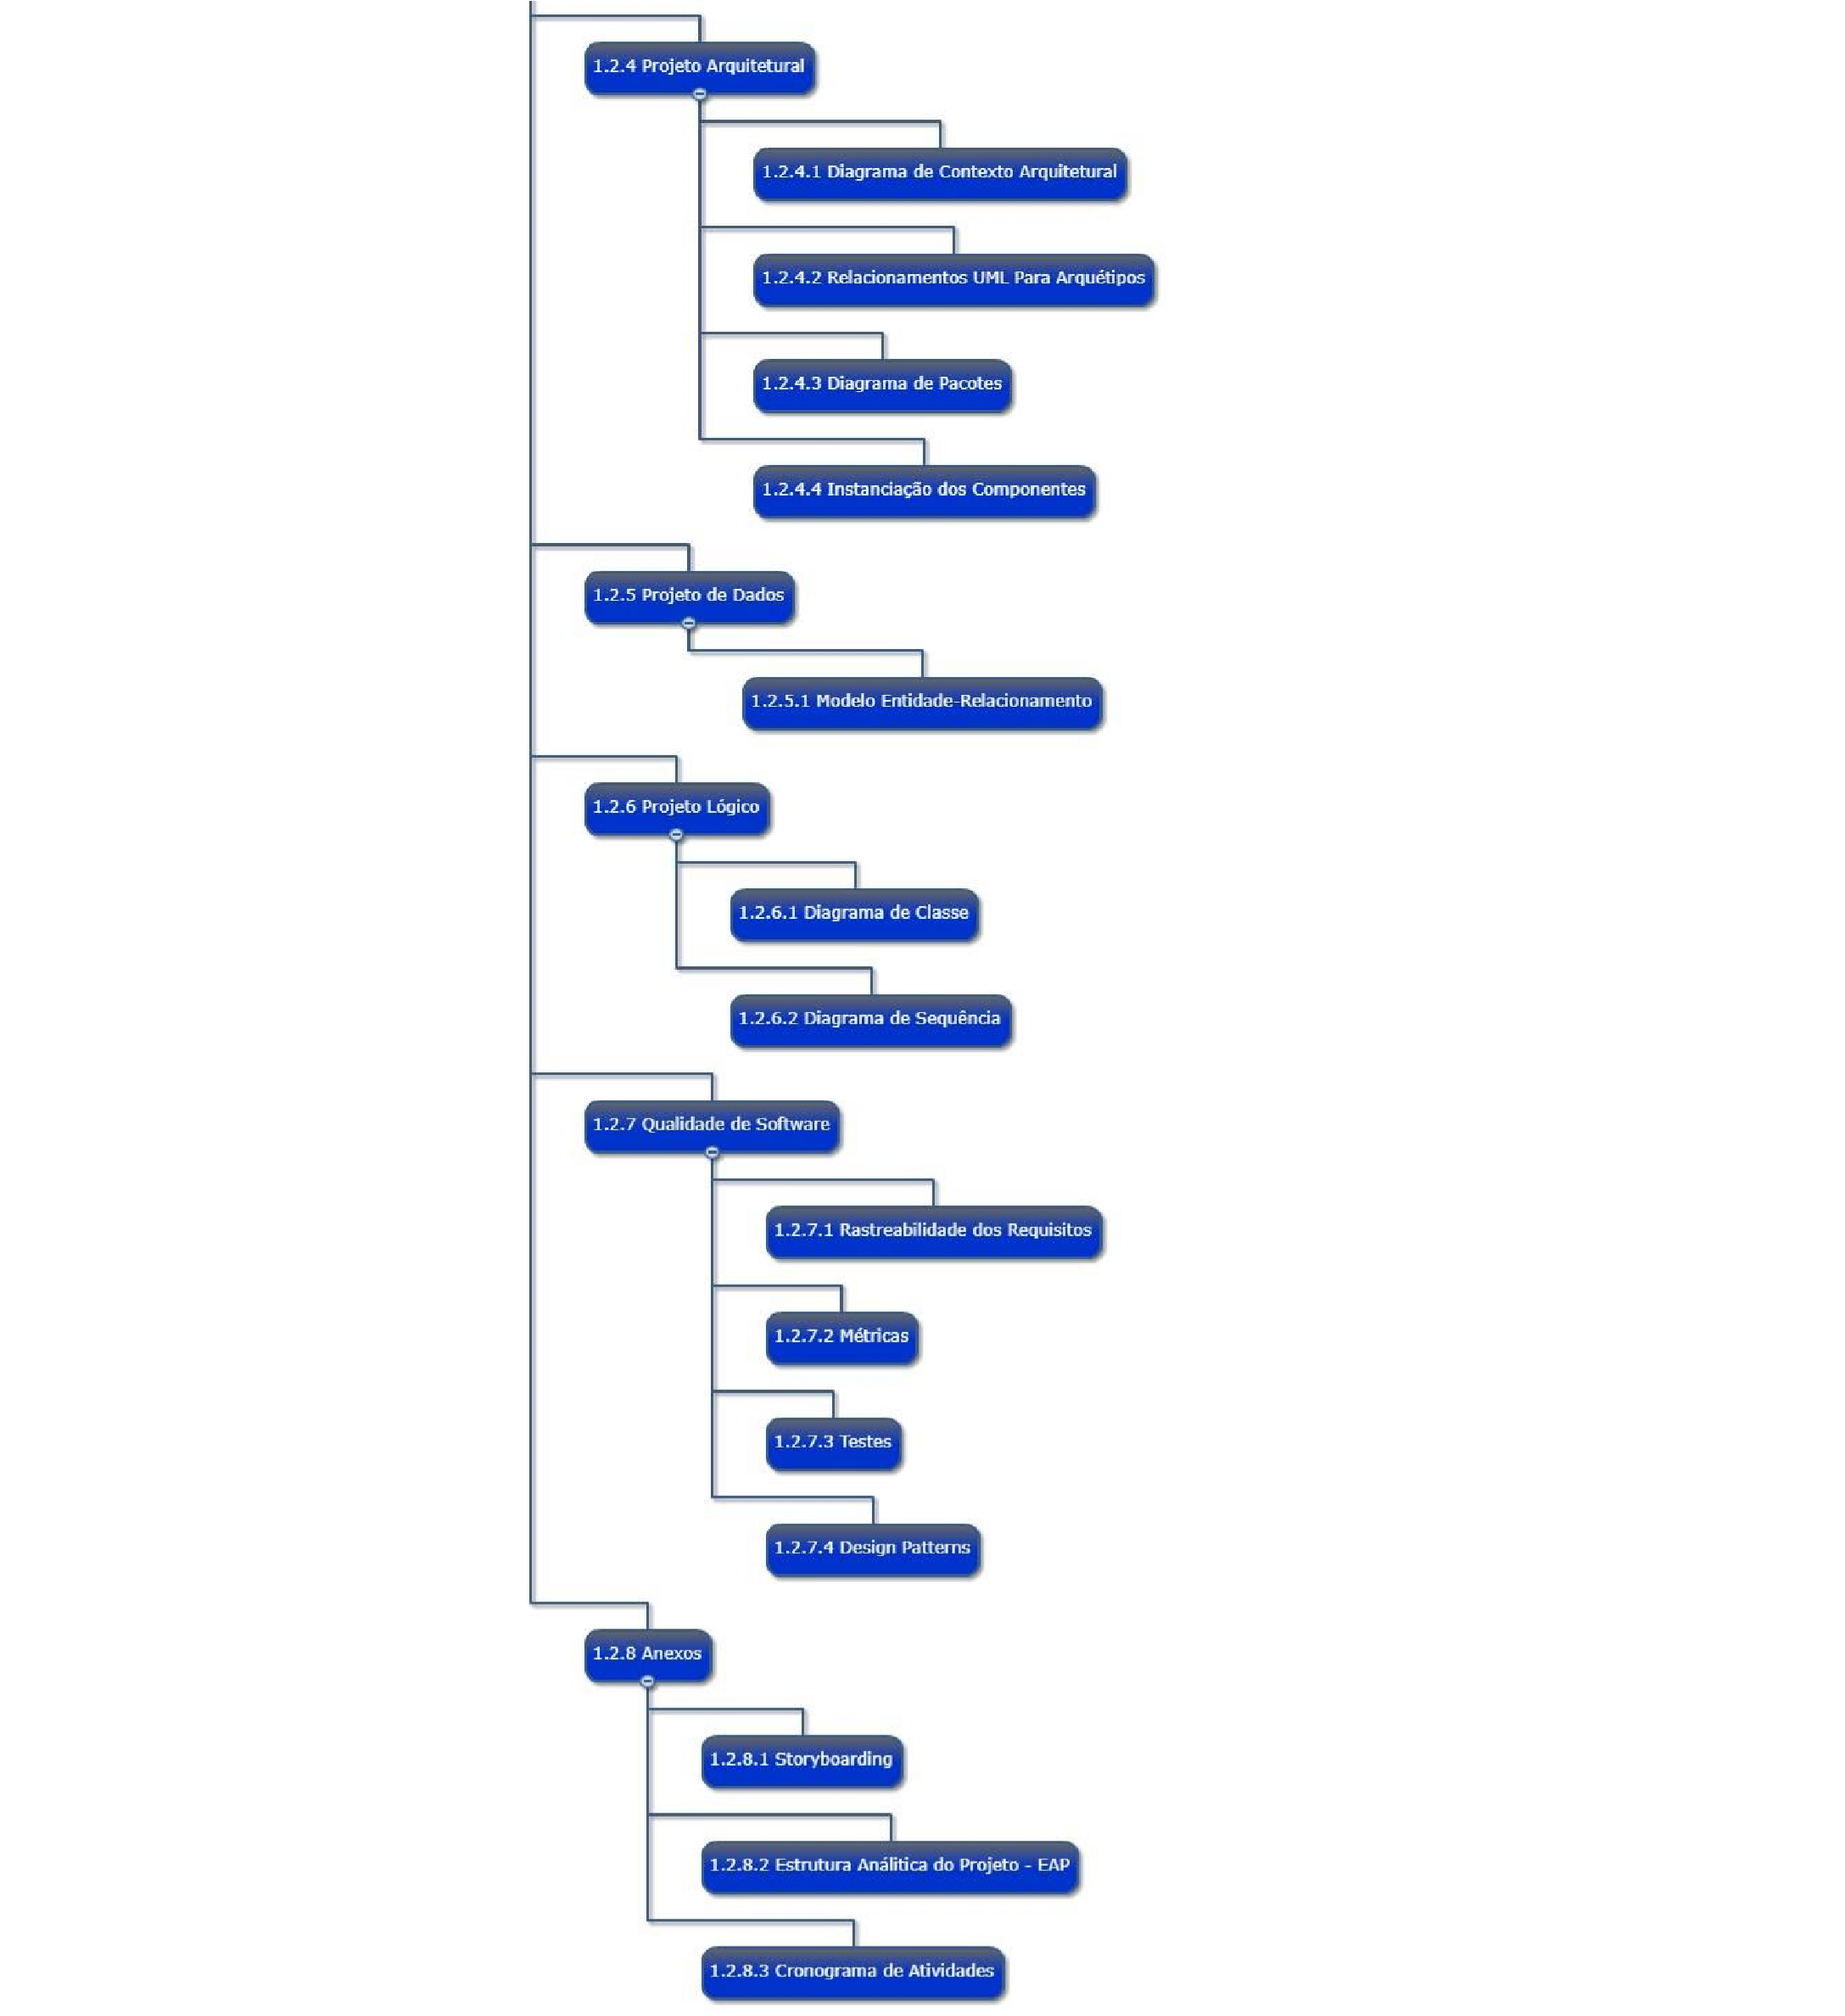 1.2.4 Projeto Arquitetural
1.2.4.1 Diagrama de Contexto Arquitetural
1.2.4.2 Relacionamentos UML Para Arquétipos
1.2.4.3 Diagrama de Pacotes
1.2.4.4 Instanciação dos Componentes
1.2.5 Projeto de Dados
1.2.5.1 Modelo Entidade-Relacionamento
1.2.6 Projeto Lógico
1.2.6.1 Diagrama de Classe
1.2.6.2 Diagrama de Sequência
1.2.7 Qualidade de Software
1.2.7.1 Rastreabilidade dos Requisitos
1.2.7.2 Métricas
1.2.7.3 Testes
1.2.7.4 Design Patterns
1.2.8 Anexos
1.2.8.1 Storyboarding
1.2.8.2 Estrutura Análitica do Projeto - EAP
1.2.8.3 Cronograma de Atividades